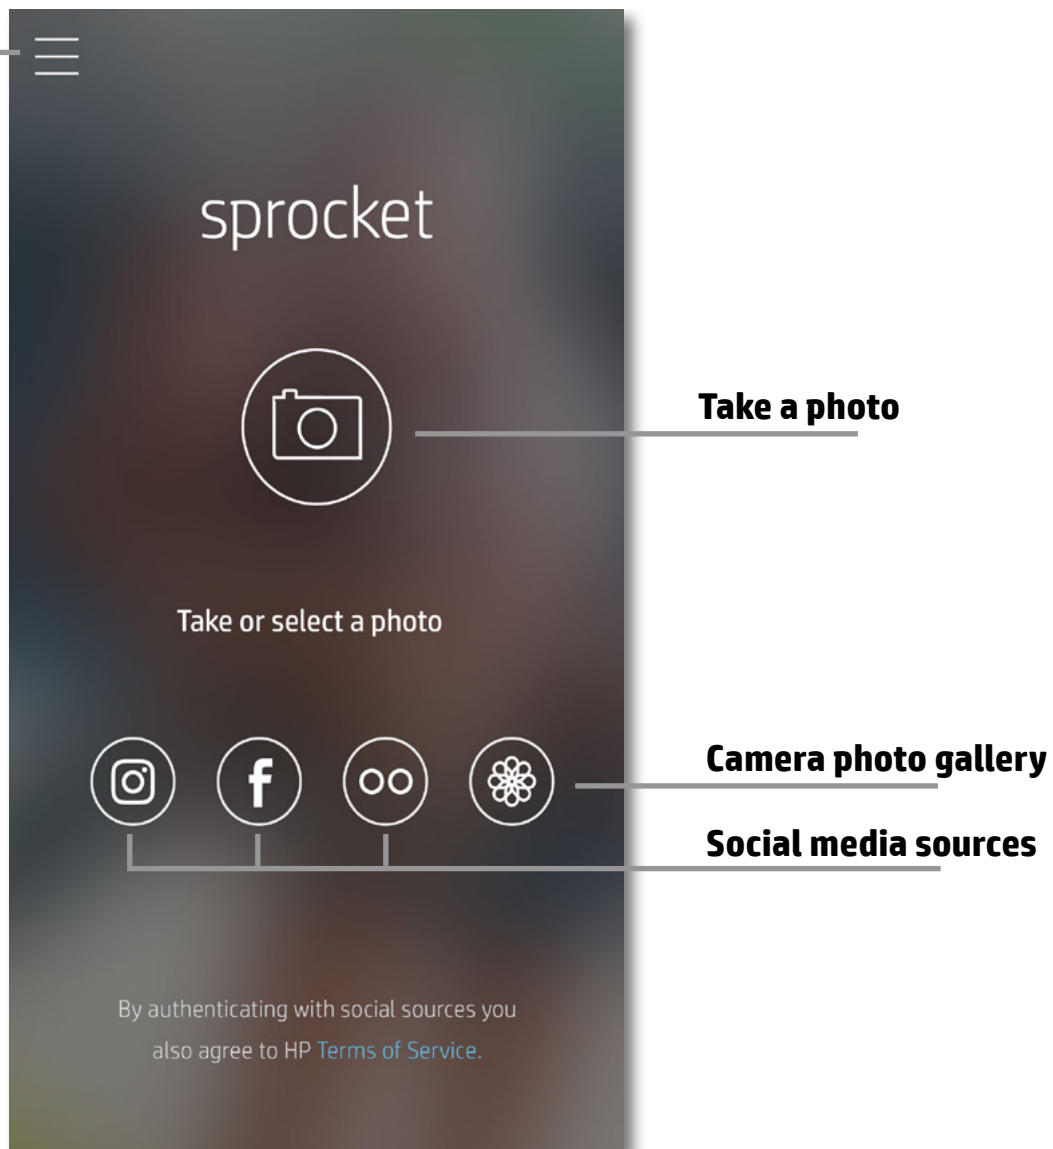 sprocket
Take a photo
Take or select a photo
Camera photo gallery
Social media sources
By authenticating with social sources you
also agree to HP Terms of Service.